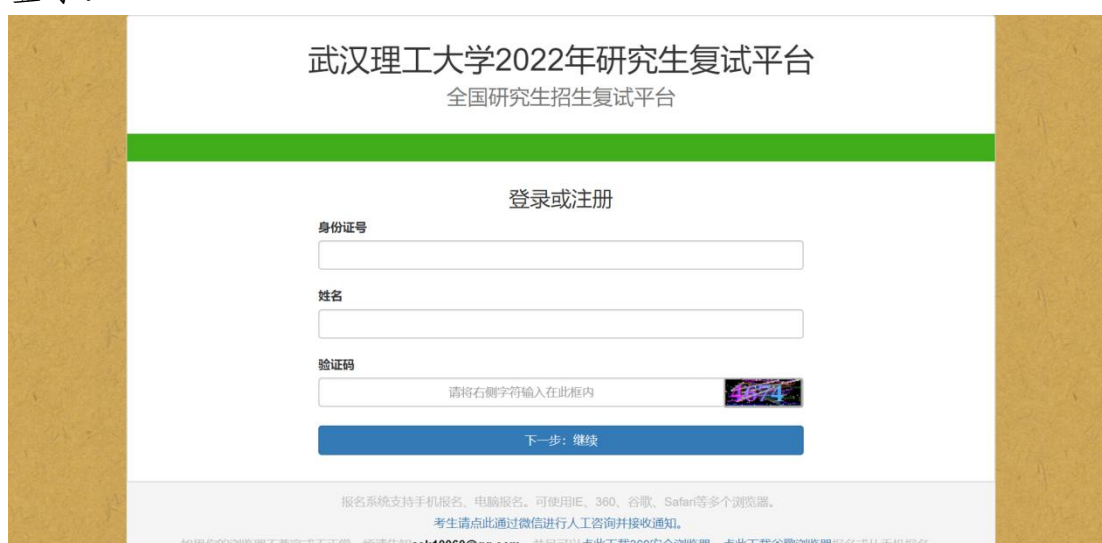 武汉理工大学2022年研究生复试平台
全国研究生招生复试平台
登录或注册
身份证号
姓名
验证码
请将右侧字符输入在此框内
4674
下一步：继续
报名系统支持手机报名、电脑报名。可使用IE、360、谷歌、Safari等多个浏览器。
考生请点此通过微信进行人工咨询并接收通知。